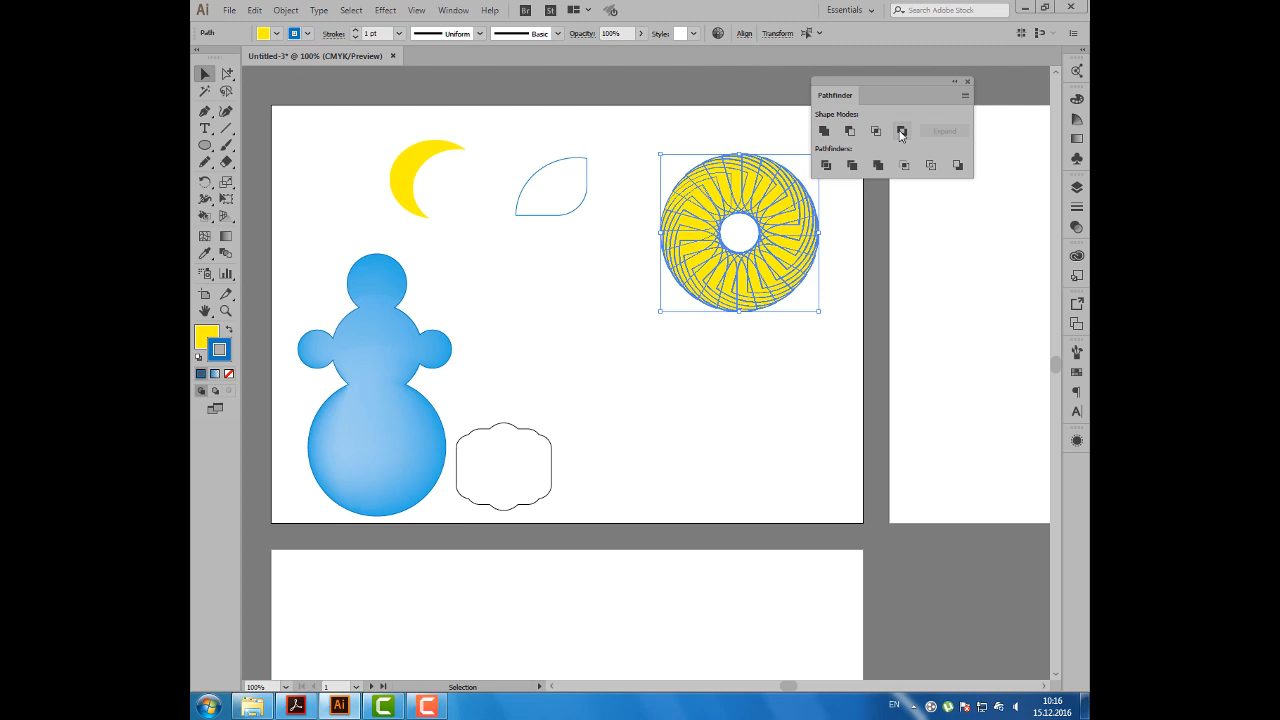 Ai File Edit Object Type Select Effect View Window Help Br St Essentials Search Adobe Stock
Path Stroke: 1 pt Uniform Basic Opacity: 100% Style: Align Transform
Untitled-3* @ 100% (CMYK/Preview) ×
Pathfinder
Shape Modes:
Expand
Pathfinders:
T
A
100% 1 Selection
Ai EN 10:16
15.12.2016